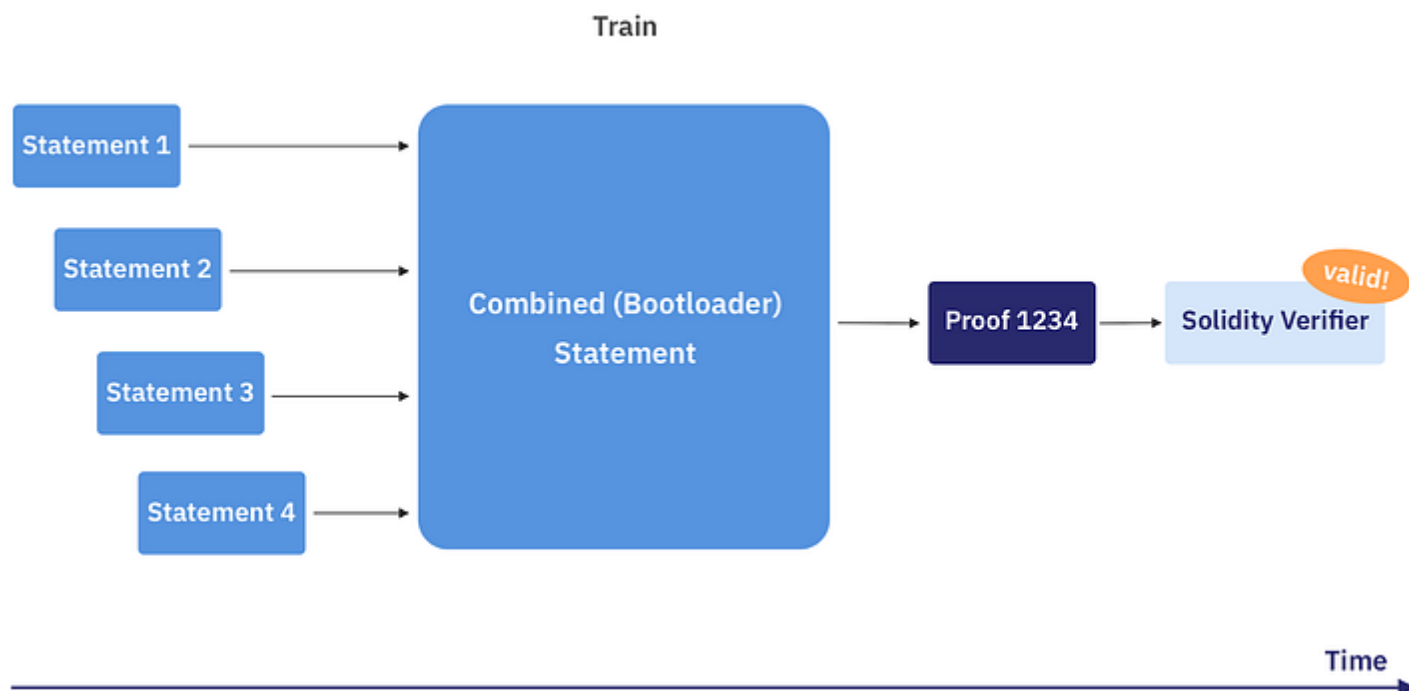 Train
Statement 1
Statement 2
Statement 3
Statement 4
Combined (Bootloader)
Statement
Proof 1234
Solidity Verifier
valid!
Time